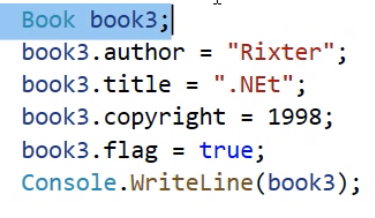 Book book3;
book3.author = "Rixter";
book3.title = ".NEt";
book3.copyright = 1998;
book3.flag = true;
Console.WriteLine(book3);